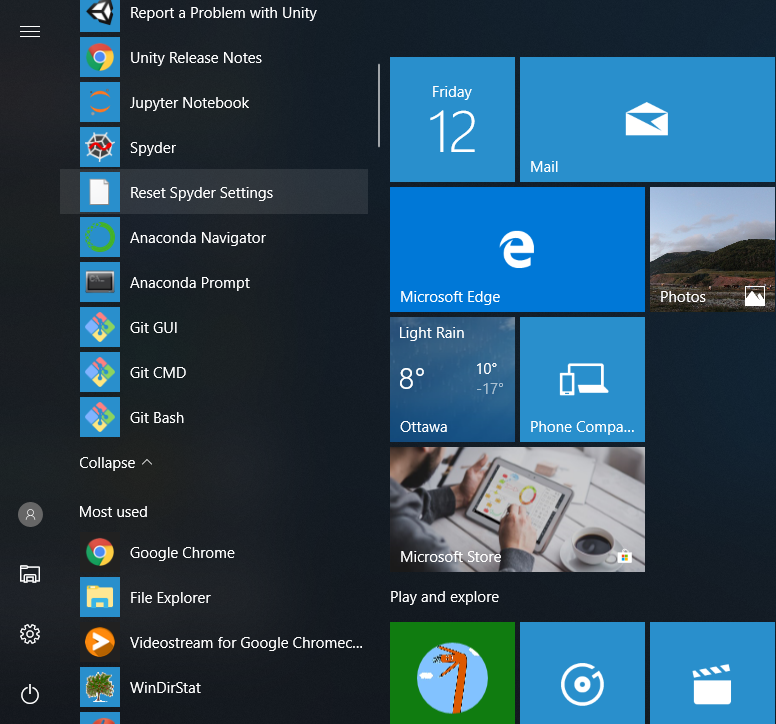 Report a Problem with Unity
Unity Release Notes
Jupyter Notebook
Spyder
Reset Spyder Settings
Anaconda Navigator
Anaconda Prompt
Git GUI
Git CMD
Git Bash
Collapse
Most used
Google Chrome
File Explorer
Videostream for Google Chromec...
WinDirStat
Friday
12
Mail
Microsoft Edge
Photos
Light Rain
8°
10°
-17°
Ottawa
Phone Compa...
Microsoft Store
Play and explore